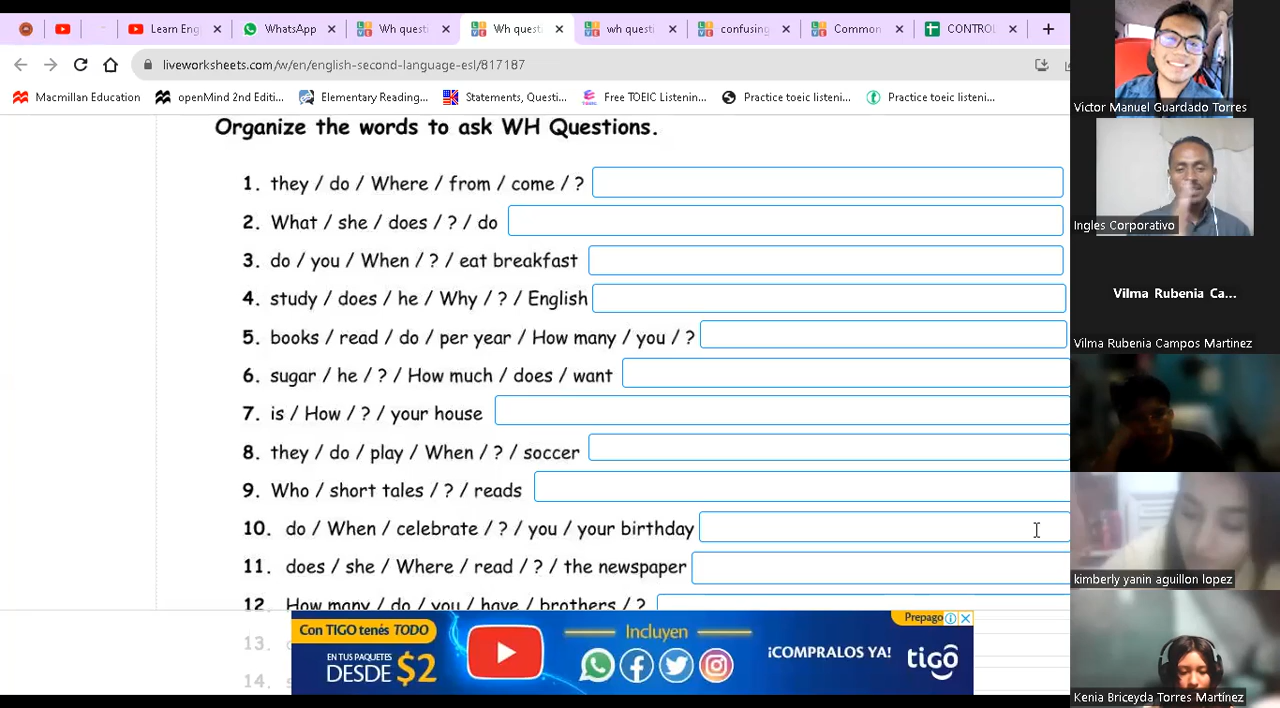 Learn Eng
WhatsApp
Wh questi
Wh questi
wh questi
confusing
Common
CONTROL
liveworksheets.com/w/en/english-second-language-esl/817187
Macmillan Education
openMind 2nd Editi...
Elementary Reading...
Statements, Questi...
Free TOEIC Listenin...
Practice toeic listeni...
Practice toeic listeni...
Organize the words to ask WH Questions.
1. they / do / Where / from / come / ?
2. What / she / does / ? / do
3. do / you / When / ? / eat breakfast
4. study / does / he / Why / ? / English
5. books / read / do / per year / How many / you / ?
6. sugar / he / ? / How much / does / want
7. is / How / ? / your house
8. they / do / play / When / ? / soccer
9. Who / short tales / ? / reads
10. do / When / celebrate / ? / you / your birthday
11. does / she / Where / read / ? / the newspaper
12. How many / do / you / have / brothers / ?
13.
14.
Con TIGO tenés TODO
EN TUS PAQUETES
DESDE $2
Incluyen
¡COMPRALOS YA!
Prepago
tigo
Victor Manuel Guardado Torres
Ingles Corporativo
Vilma Rubenia Ca...
Vilma Rubenia Campos Martinez
kimberly yanin aguillon lopez
Kenia Briceyda Torres Martínez